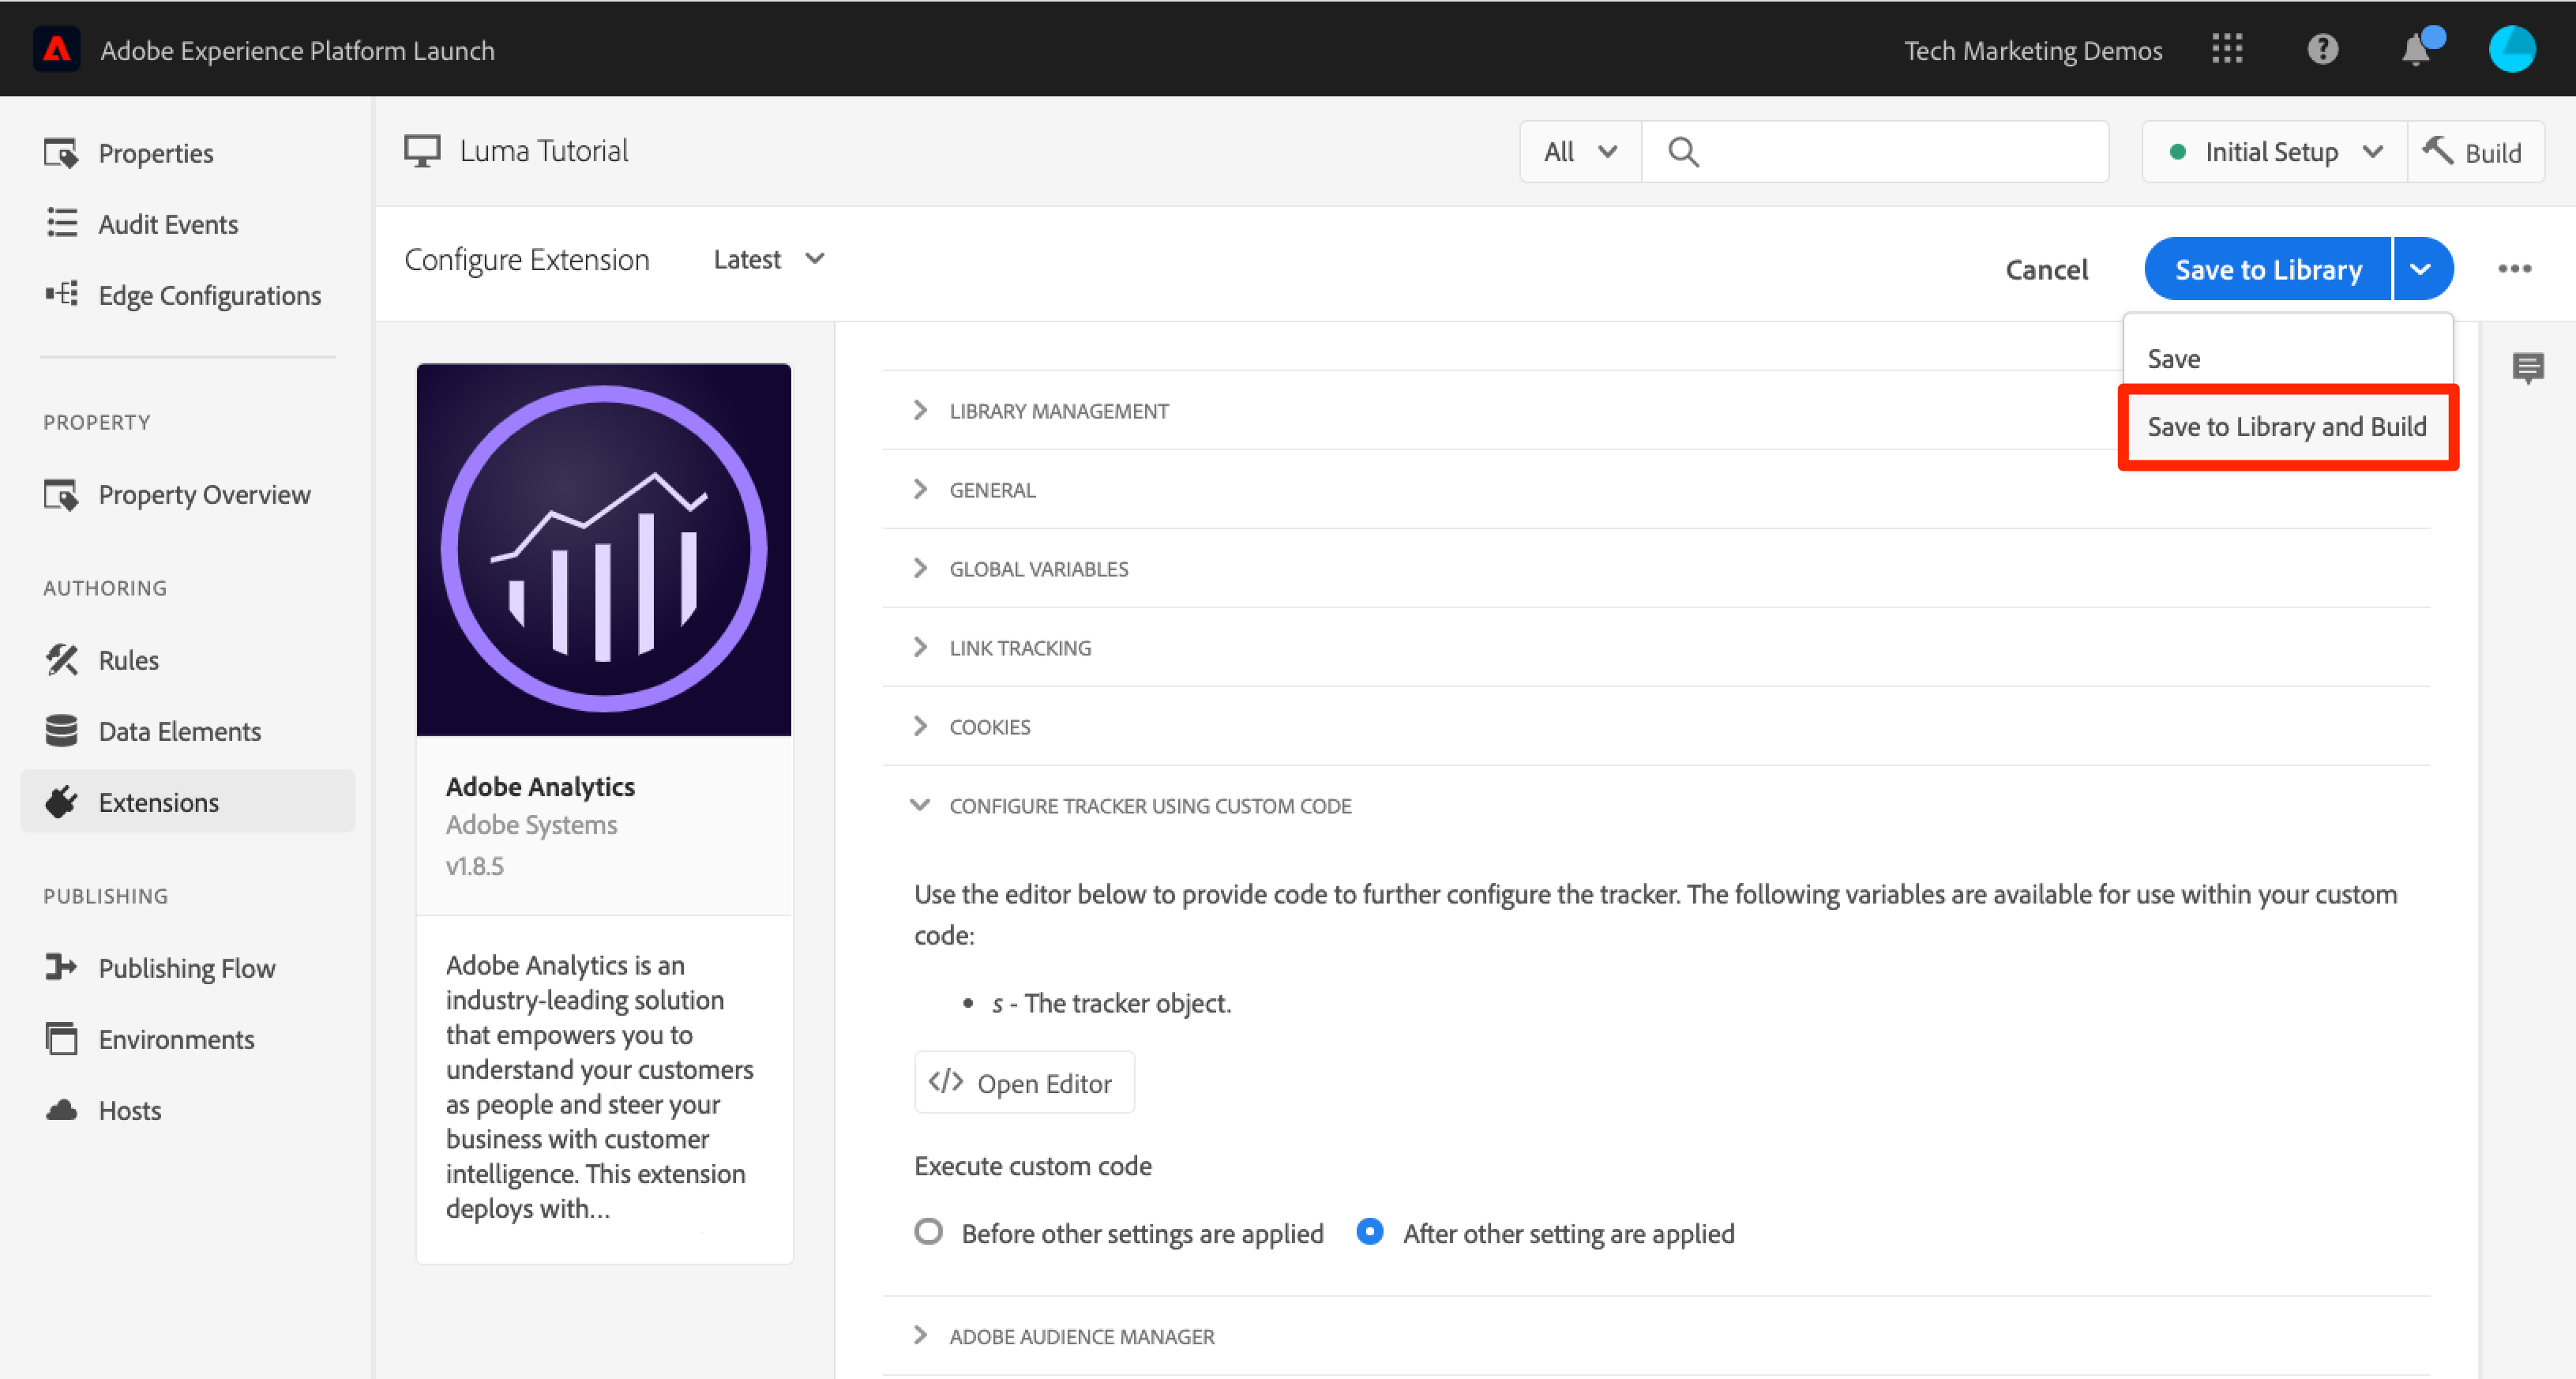 Adobe Experience Platform Launch
Tech Marketing Demos
Properties
Audit Events
Edge Configurations
PROPERTY
Property Overview
AUTHORING
Rules
Data Elements
Extensions
PUBLISHING
Publishing Flow
Environments
Hosts
Luma Tutorial
All
Initial Setup
Build
Configure Extension
Latest
Cancel
Save to Library
Save
Save to Library and Build
Adobe Analytics
Adobe Systems
v1.8.5
Adobe Analytics is an
industry-leading solution
that empowers you to
understand your customers
as people and steer your
business with customer
intelligence. This extension
deploys with...
LIBRARY MANAGEMENT
GENERAL
GLOBAL VARIABLES
LINK TRACKING
COOKIES
CONFIGURE TRACKER USING CUSTOM CODE
Use the editor below to provide code to further configure the tracker. The following variables are available for use within your custom
code:
• s - The tracker object.
</> Open Editor
Execute custom code
Before other settings are applied
After other setting are applied
ADOBE AUDIENCE MANAGER